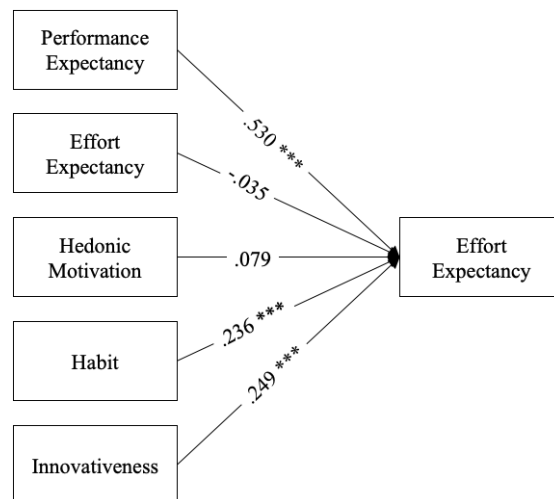 Performance
Expectancy
.530 ***
Effort
Expectancy
-.035
Hedonic
Motivation
.079
Effort
Expectancy
Habit
.236 ***
Innovativeness
.249 ***